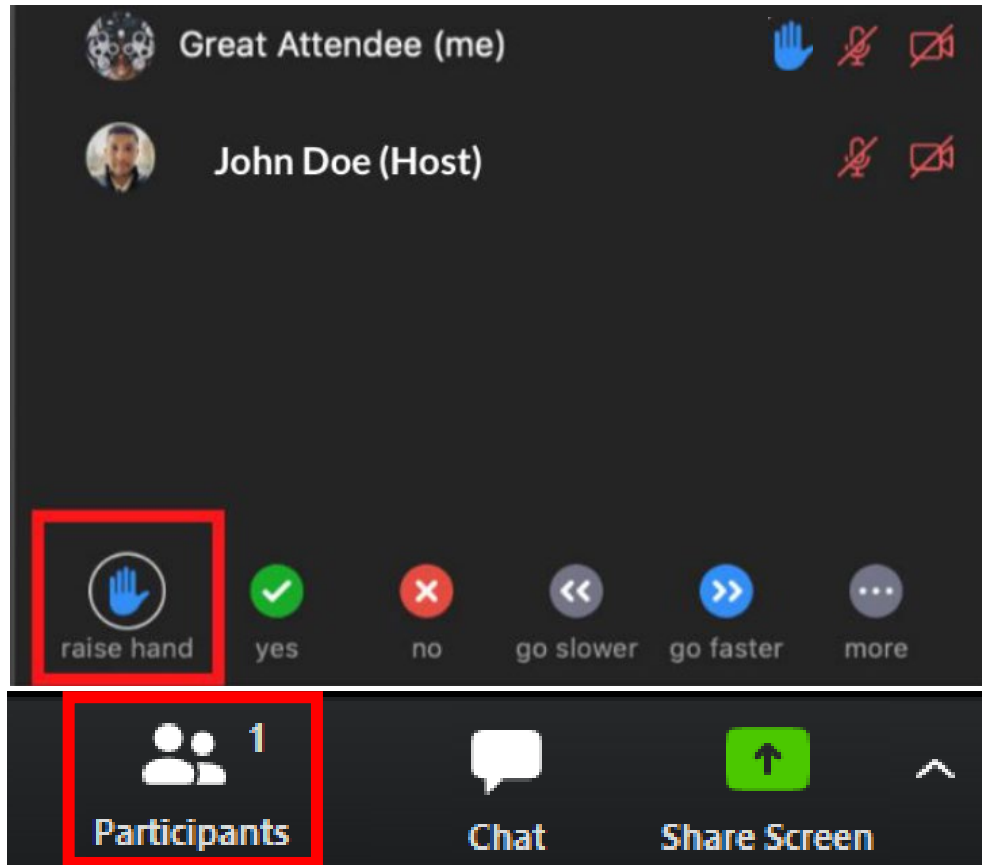 Great Attendee (me)
John Doe (Host)
raise hand yes no go slower go faster more
1
Participants Chat Share Screen